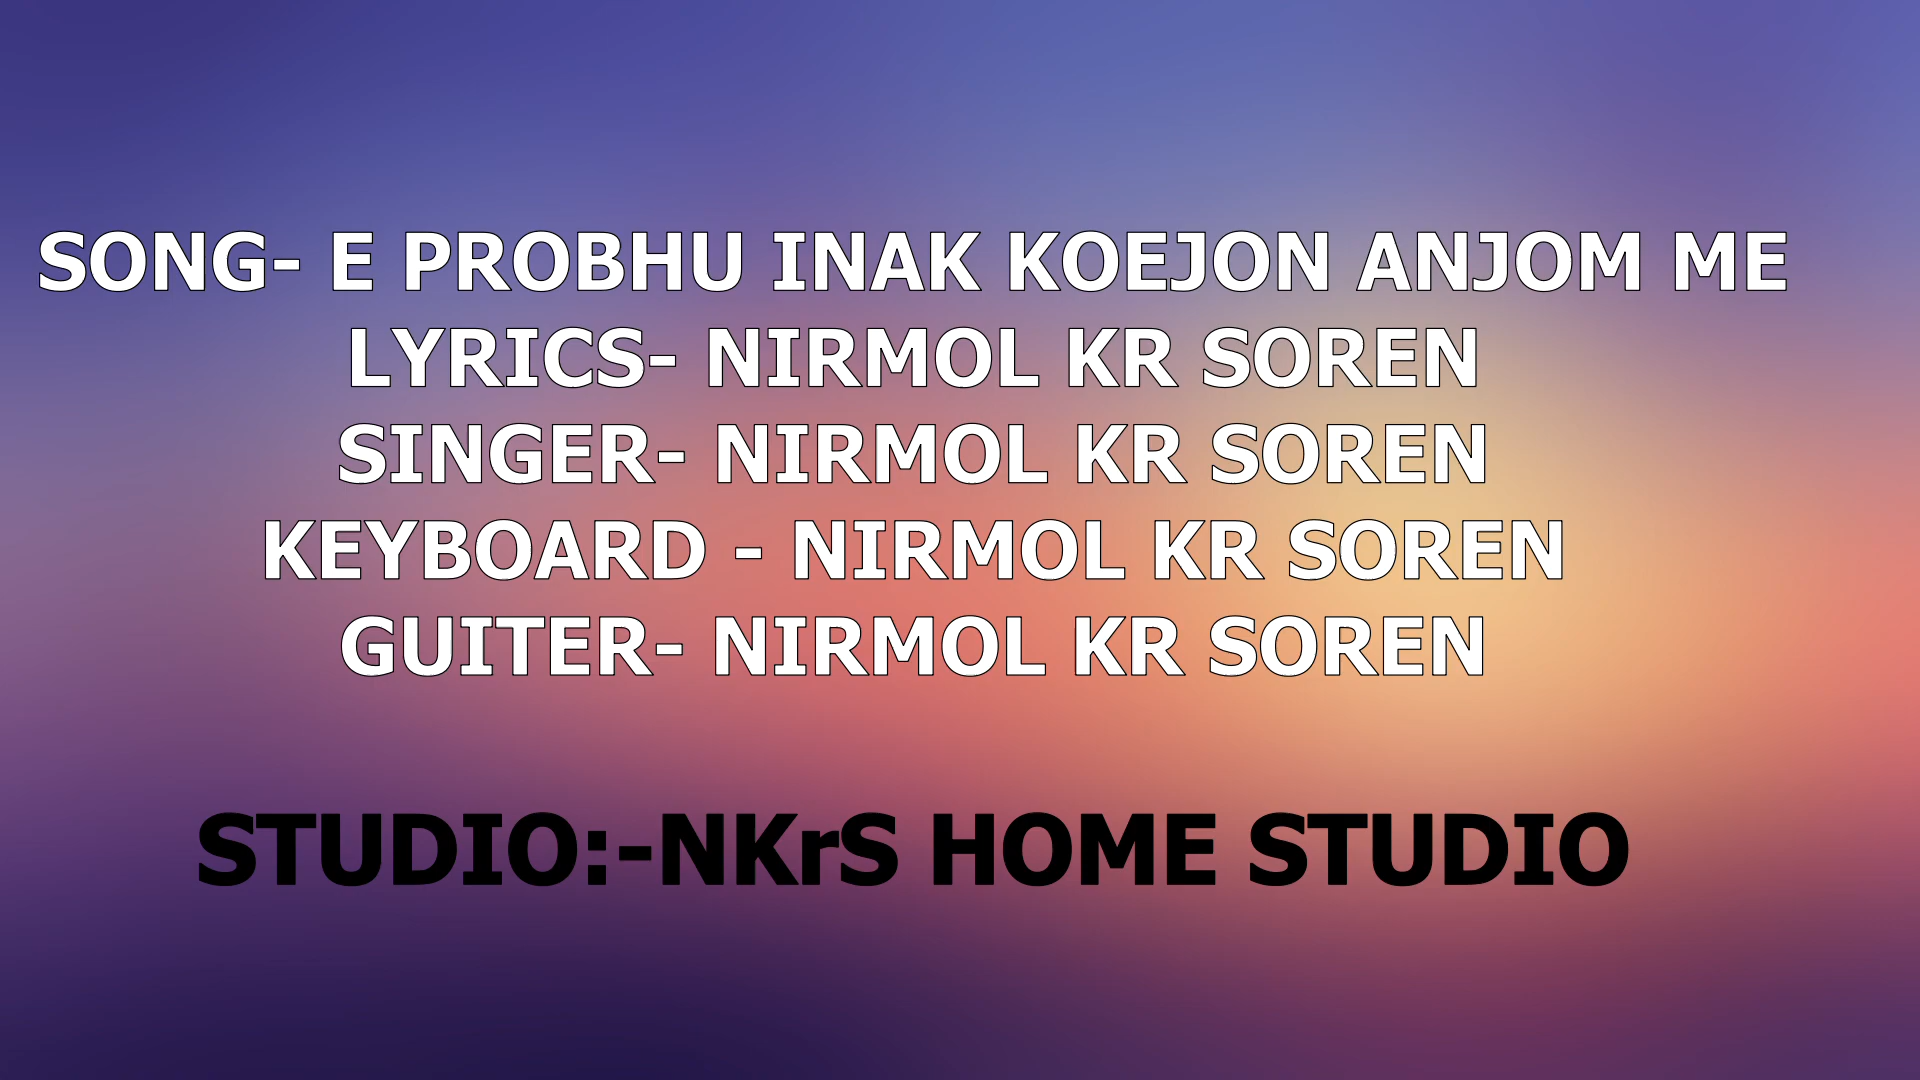 SONG- E PROBHU INAK KOEJON ANJOM ME
LYRICS- NIRMOL KR SOREN
SINGER- NIRMOL KR SOREN
KEYBOARD - NIRMOL KR SOREN
GUITER- NIRMOL KR SOREN
STUDIO:-NKrS HOME STUDIO